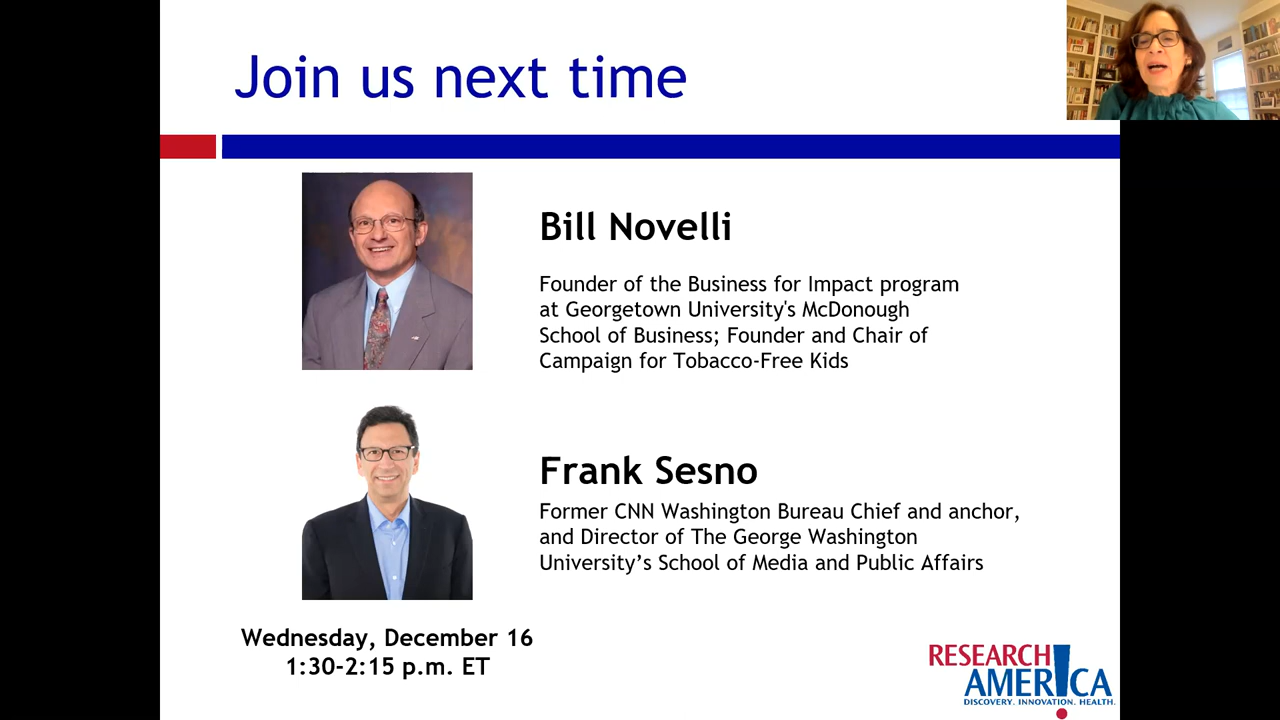 Join us next time
Bill Novelli
Founder of the Business for Impact program
at Georgetown University's McDonough
School of Business; Founder and Chair of
Campaign for Tobacco-Free Kids
Frank Sesno
Former CNN Washington Bureau Chief and anchor,
and Director of The George Washington
University’s School of Media and Public Affairs
Wednesday, December 16
1:30-2:15 p.m. ET
RESEARCH
AMER!CA
DISCOVERY. INNOVATION. HEALTH.